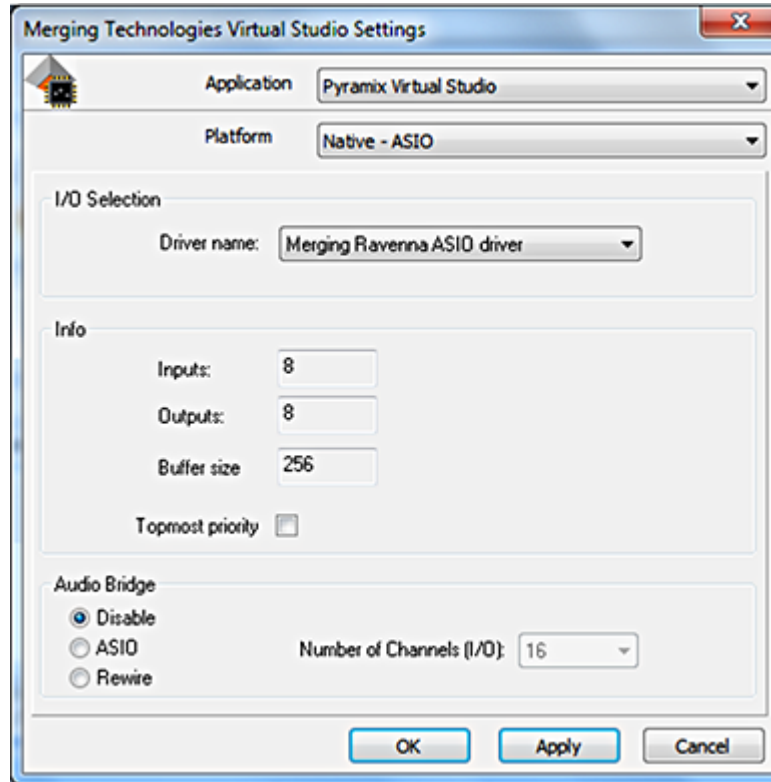 Merging Technologies Virtual Studio Settings
Application Pyramix Virtual Studio
Platform Native - ASIO
I/O Selection
Driver name: Merging Ravenna ASIO driver
Info
Inputs: 8
Outputs: 8
Buffer size 256
Topmost priority
Audio Bridge
Disable
ASIO
Number of Channels (I/O): 16
Rewire
OK Apply Cancel